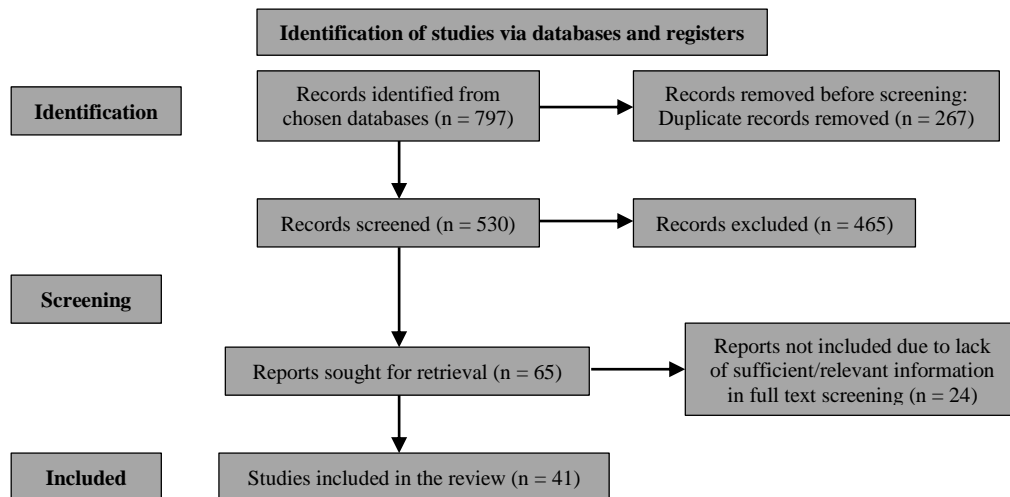 Identification of studies via databases and registers
Identification
Records identified from
chosen databases (n = 797)
Records removed before screening:
Duplicate records removed (n = 267)
Records screened (n = 530)
Records excluded (n = 465)
Screening
Reports sought for retrieval (n = 65)
Reports not included due to lack
of sufficient/relevant information
in full text screening (n = 24)
Included
Studies included in the review (n = 41)